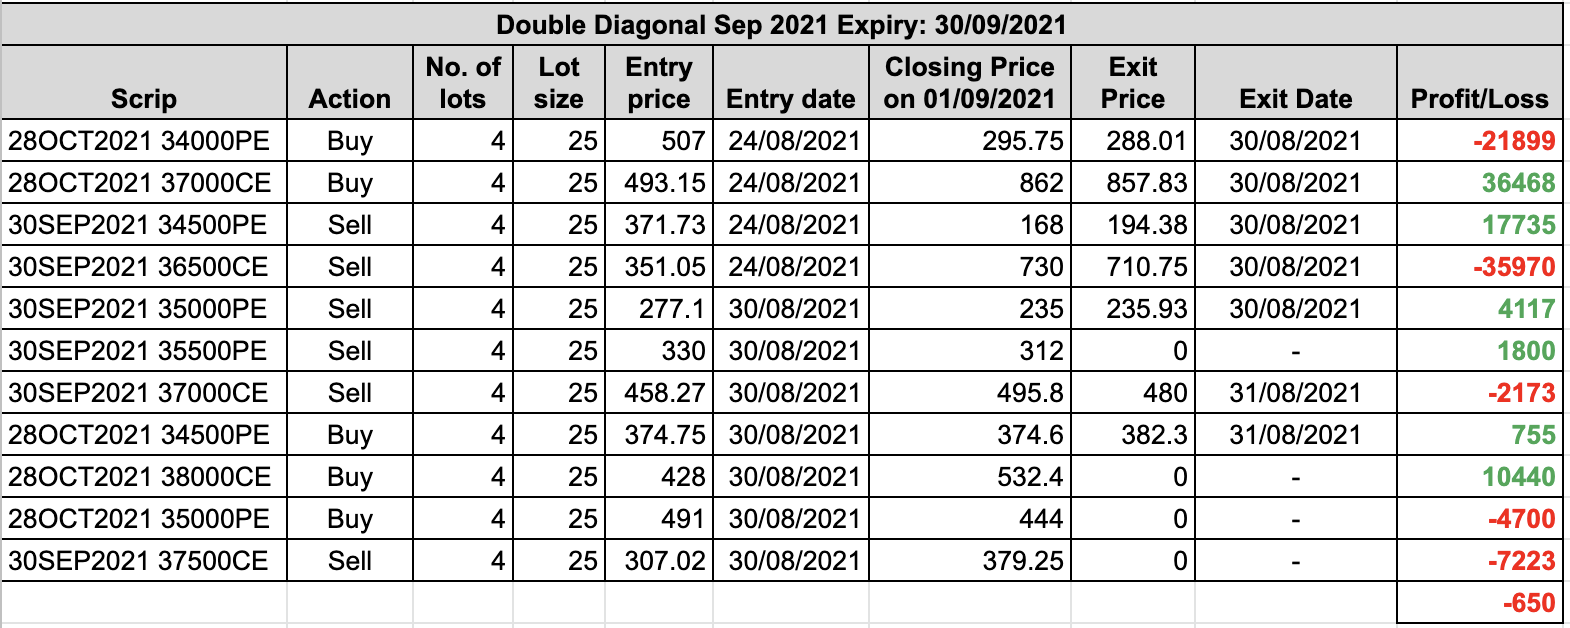 Double Diagonal Sep 2021 Expiry: 30/09/2021
Scrip Action No. of lots Lot size Entry price Entry date Closing Price on 01/09/2021 Exit Price Exit Date Profit/Loss
28OCT2021 34000PE Buy 4 25 507 24/08/2021 295.75 288.01 30/08/2021 -21899
28OCT2021 37000CE Buy 4 25 493.15 24/08/2021 862 857.83 30/08/2021 36468
30SEP2021 34500PE Sell 4 25 371.73 24/08/2021 168 194.38 30/08/2021 17735
30SEP2021 36500CE Sell 4 25 351.05 24/08/2021 730 710.75 30/08/2021 -35970
30SEP2021 35000PE Sell 4 25 277.1 30/08/2021 235 235.93 30/08/2021 4117
30SEP2021 35500PE Sell 4 25 330 30/08/2021 312 0 - 1800
30SEP2021 37000CE Sell 4 25 458.27 30/08/2021 495.8 480 31/08/2021 -2173
28OCT2021 34500PE Buy 4 25 374.75 30/08/2021 374.6 382.3 31/08/2021 755
28OCT2021 38000CE Buy 4 25 428 30/08/2021 532.4 0 - 10440
28OCT2021 35000PE Buy 4 25 491 30/08/2021 444 0 - -4700
30SEP2021 37500CE Sell 4 25 307.02 30/08/2021 379.25 0 - -7223
-650